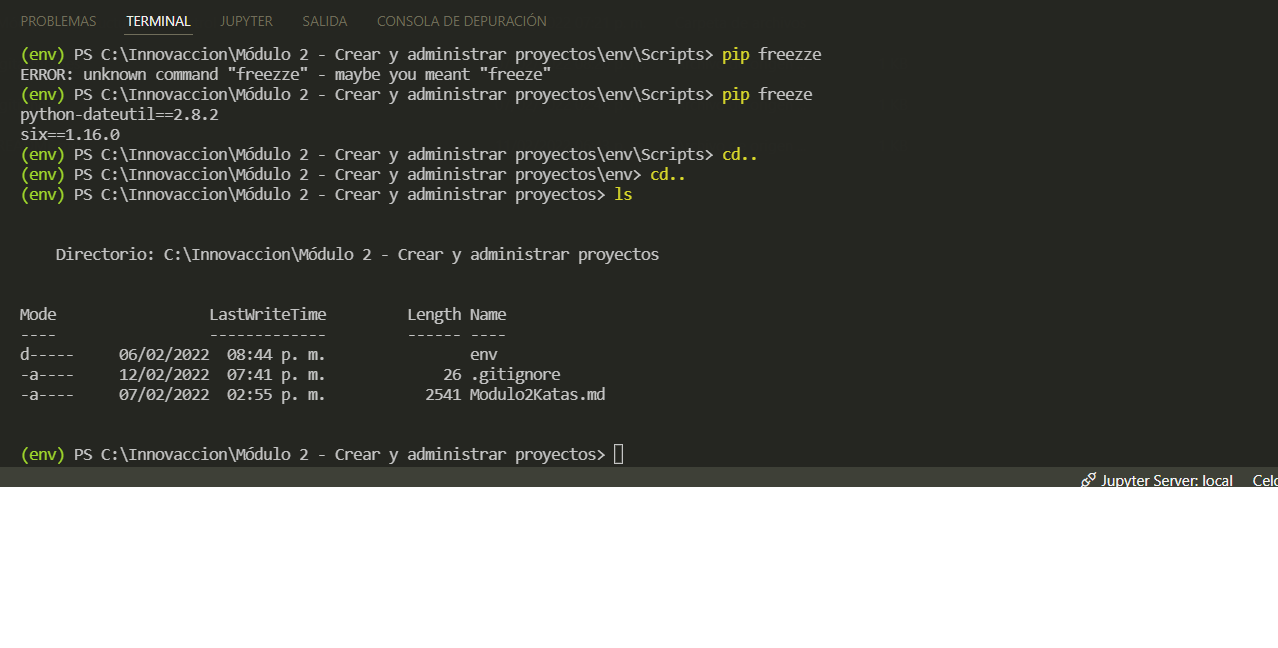 PROBLEMAS TERMINAL JUPYTER SALIDA CONSOLA DE DEPURACIÓN
(env) PS C:\Innovaccion\Módulo 2 - Crear y administrar proyectos\env\Scripts> pip freezze
ERROR: unknown command "freezze" - maybe you meant "freeze"
(env) PS C:\Innovaccion\Módulo 2 - Crear y administrar proyectos\env\Scripts> pip freeze
python-dateutil==2.8.2
six==1.16.0
(env) PS C:\Innovaccion\Módulo 2 - Crear y administrar proyectos\env\Scripts> cd..
(env) PS C:\Innovaccion\Módulo 2 - Crear y administrar proyectos\env> cd..
(env) PS C:\Innovaccion\Módulo 2 - Crear y administrar proyectos> ls
Directorio: C:\Innovaccion\Módulo 2 - Crear y administrar proyectos
Mode LastWriteTime Length Name
---- ------------- ------ ----
d----- 06/02/2022 08:44 p. m. env
-a---- 12/02/2022 07:41 p. m. 26 .gitignore
-a---- 07/02/2022 02:55 p. m. 2541 Modulo2Katas.md
(env) PS C:\Innovaccion\Módulo 2 - Crear y administrar proyectos>
Jupyter Server: local